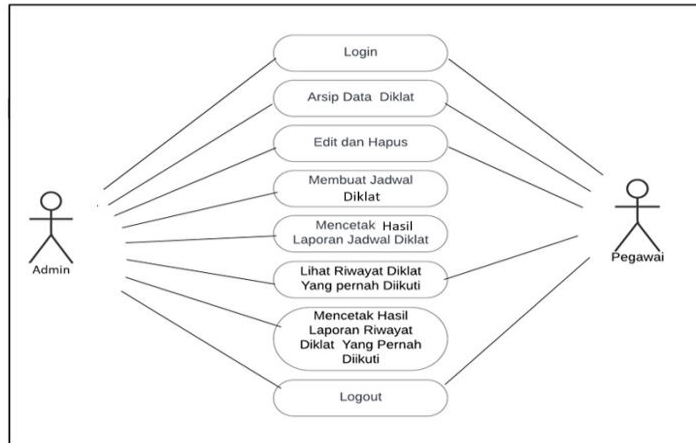 Login
Arsip Data Diklat
Edit dan Hapus
Membuat Jadwal
Diklat
Mencetak Hasil
Laporan Jadwal Diklat
Lihat Riwayat Diklat
Yang pernah Diikuti
Mencetak Hasil
Laporan Riwayat
Diklat Yang Pernah
Diikuti
Logout
Admin
Pegawai